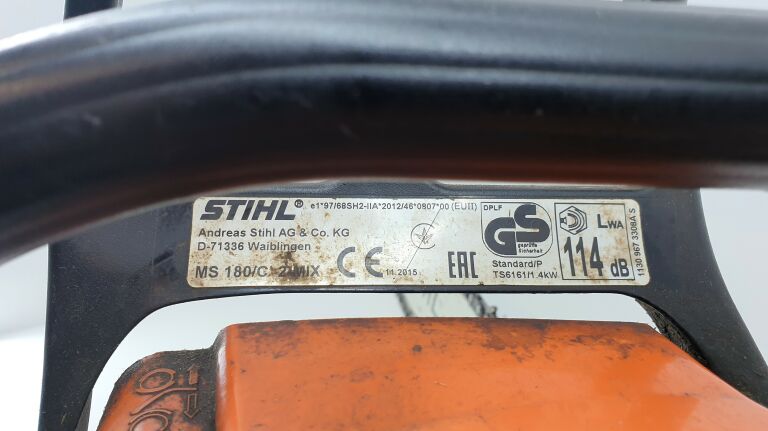 STIHL®
e1*97/68SH2-IIA*2012/46*0807*00 (EUII)
Andreas Stihl AG & Co. KG
D-71336 Waiblingen
MS 180/C 2-MIX
CE
11.2015
EAC
DPLF
GS
geprüfte
Sicherheit
Standard/P
TS6161/1.4kW
LWA
114 dB
1130 967 3308A S